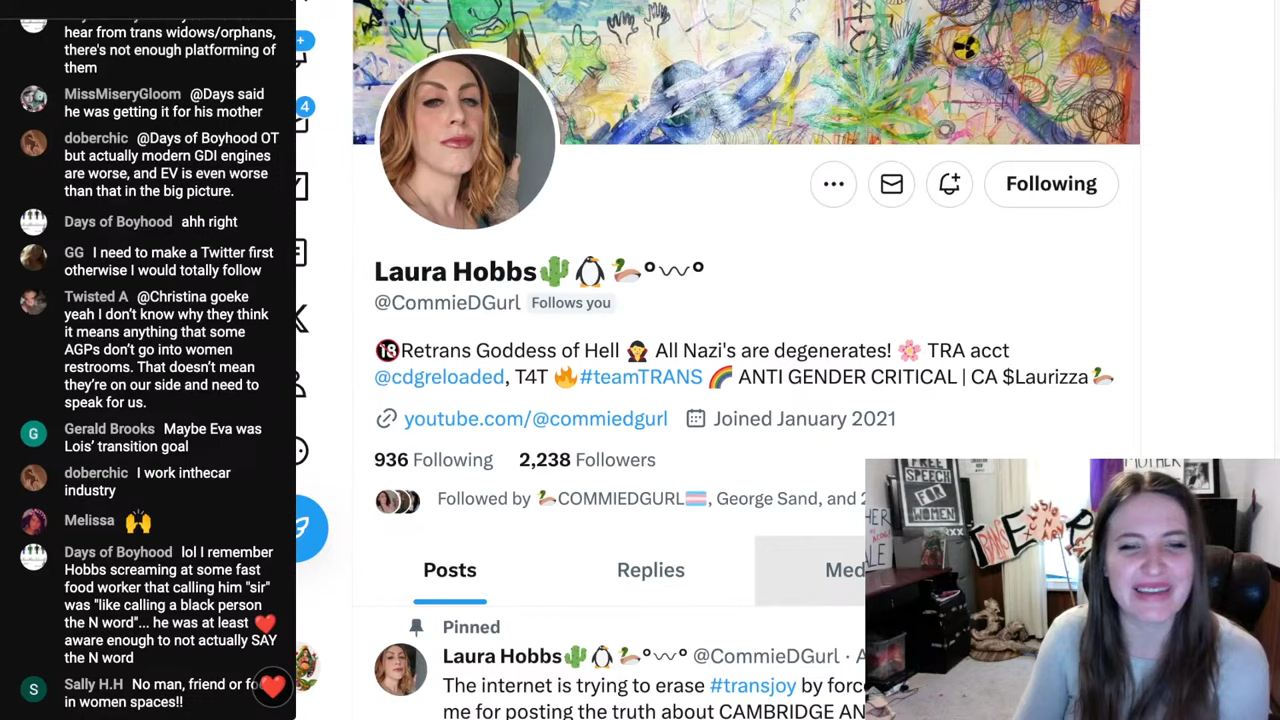 hear from trans widows/orphans,
there's not enough platforming of
them
MissMiseryGloom @Days said
he was getting it for his mother
doberchic @Days of Boyhood OT
but actually modern GDI engines
are worse, and EV is even worse
than that in the big picture.
Days of Boyhood ahh right
GG I need to make a Twitter first
otherwise I would totally follow
Twisted A @Christina goeke
yeah I don't know why they think
it means anything that some
AGPs don't go into women
restrooms. That doesn't mean
they're on our side and need to
speak for us.
G
Gerald Brooks Maybe Eva was
Lois' transition goal
doberchic I work inthecar
industry
Melissa 🙌
Days of Boyhood lol I remember
Hobbs screaming at some fast
food worker that calling him "sir"
was "like calling a black person
the N word"... he was at least
aware enough to not actually SAY
the N word
S
Sally H.H No man, friend or fo
in women spaces!!
4
Following
Laura Hobbs🌵🐧🦆°〰°
@CommieDGurl Follows you
🔞Retrans Goddess of Hell 🧛 All Nazi's are degenerates! 🌸 TRA acct
@cdgreloaded, T4T 🔥#teamTRANS 🌈 ANTI GENDER CRITICAL | CA $Laurizza🦆
youtube.com/@commiedgurl Joined January 2021
936 Following 2,238 Followers
Followed by 🦆COMMIEDGURL🏳️‍⚧️, George Sand, and 2
Posts Replies Med
Pinned
Laura Hobbs🌵🐧🦆°〰° @CommieDGurl · A
The internet is trying to erase #transjoy by force
me for posting the truth about CAMBRIDGE AN
FREE
SPEECH
FOR
WOMEN
MOTHER